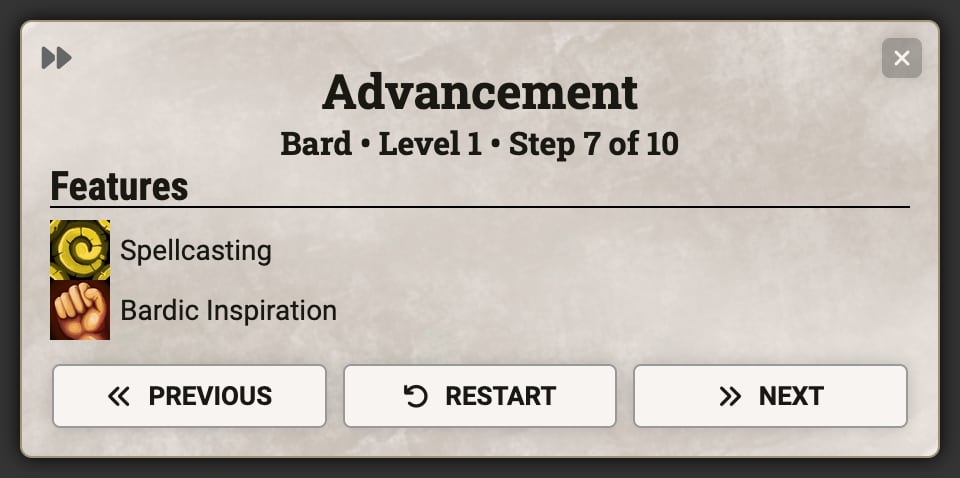 Advancement
Bard • Level 1 • Step 7 of 10
Features
Spellcasting
Bardic Inspiration
PREVIOUS
RESTART
NEXT